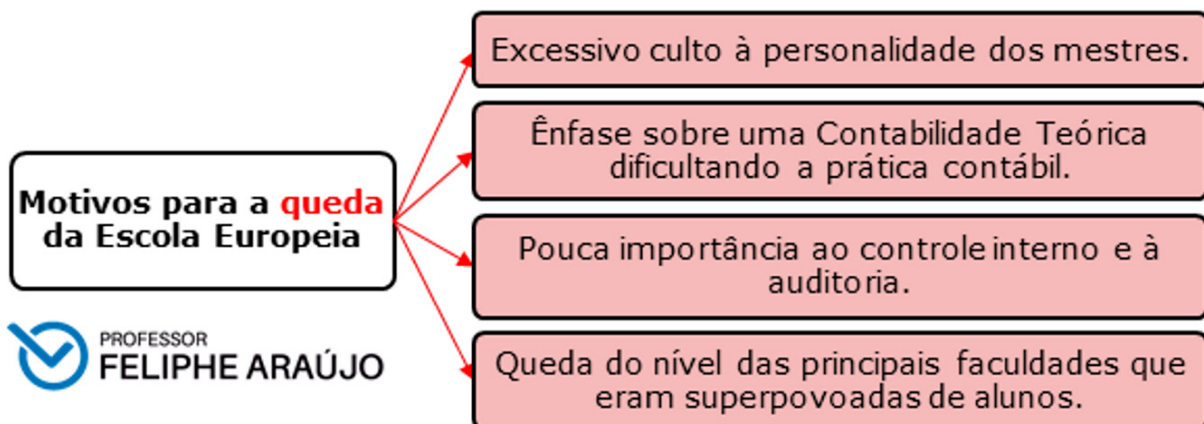 Motivos para a queda
da Escola Europeia
Excessivo culto à personalidade dos mestres.
Ênfase sobre uma Contabilidade Teórica
dificultando a prática contábil.
Pouca importância ao controle interno e à
auditoria.
Queda do nível das principais faculdades que
eram superpovoadas de alunos.
PROFESSOR
FELIPHE ARAÚJO